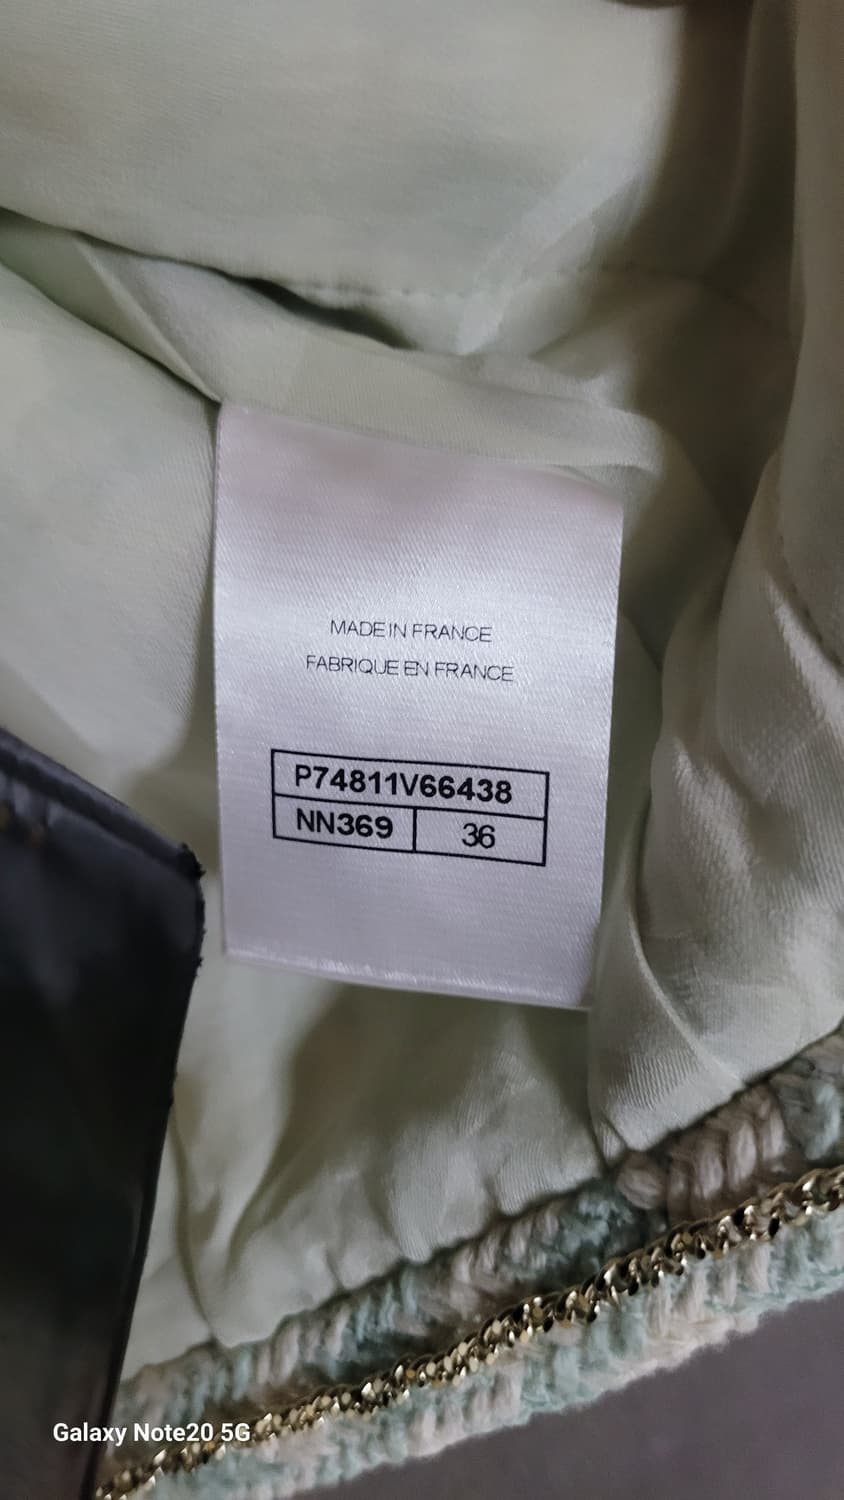 MADE IN FRANCE
FABRIQUE EN FRANCE
P74811V66438
NN369 36
Galaxy Note20 5G